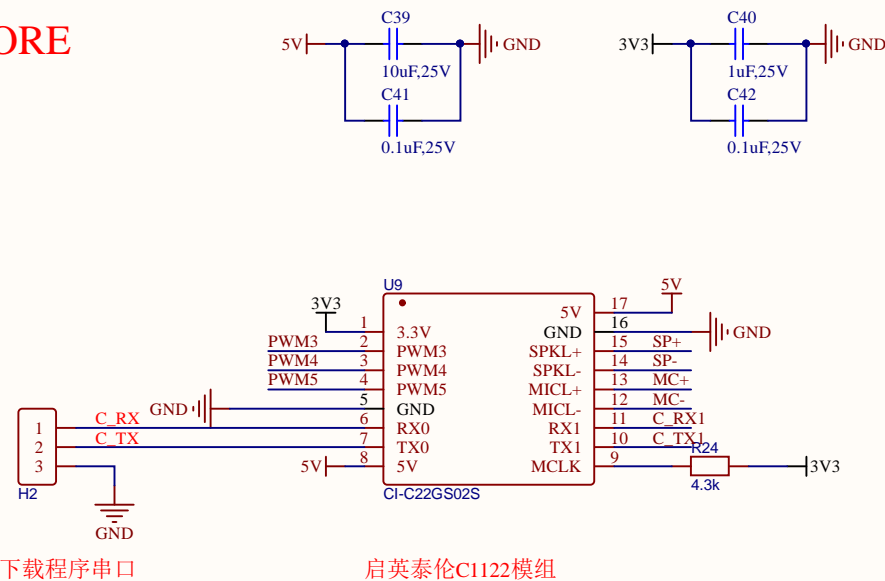 ORE
C39
5V
GND
10uF,25V
C41
0.1uF,25V
C40
3V3
GND
1uF,25V
C42
0.1uF,25V
U9
3V3
1
3.3V
PWM3
2
PWM3
PWM4
3
PWM4
PWM5
4
PWM5
GND
5
GND
C_RX
6
RX0
C_TX
7
TX0
5V
8
5V
5V
17
5V
GND
16
GND
SPKL+
15
SP+
SPKL-
14
SP-
MICL+
13
MC+
MICL-
12
MC-
RX1
11
C_RX1
TX1
10
C_TX1
MCLK
9
R24
4.3k
3V3
CI-C22GS02S
1
2
3
H2
GND
下载程序串口
启英泰伦C1122模组